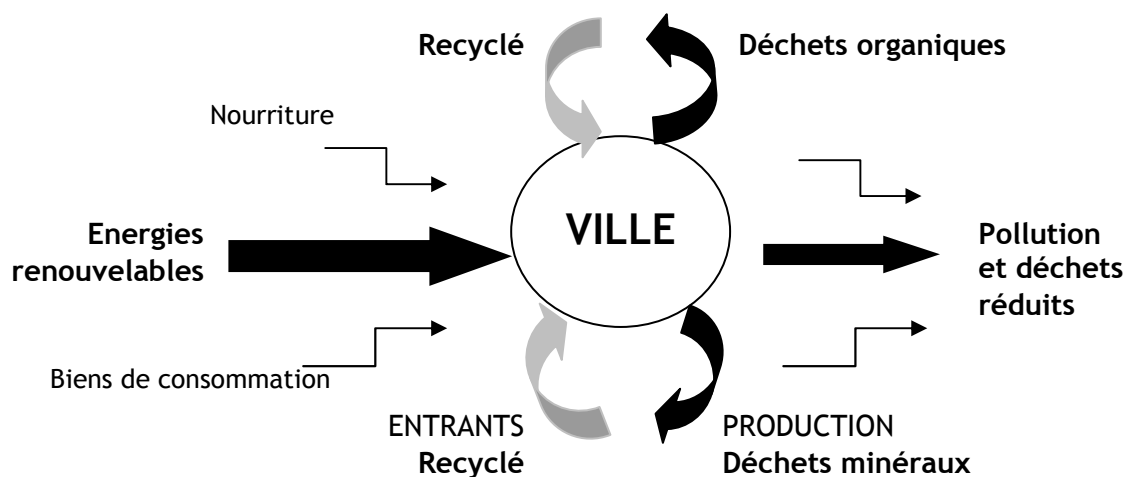 Recyclé
Déchets organiques
Nourriture
VILLE
Energies
renouvelables
Pollution
et déchets
réduits
Biens de consommation
ENTRANTS
Recyclé
PRODUCTION
Déchets minéraux